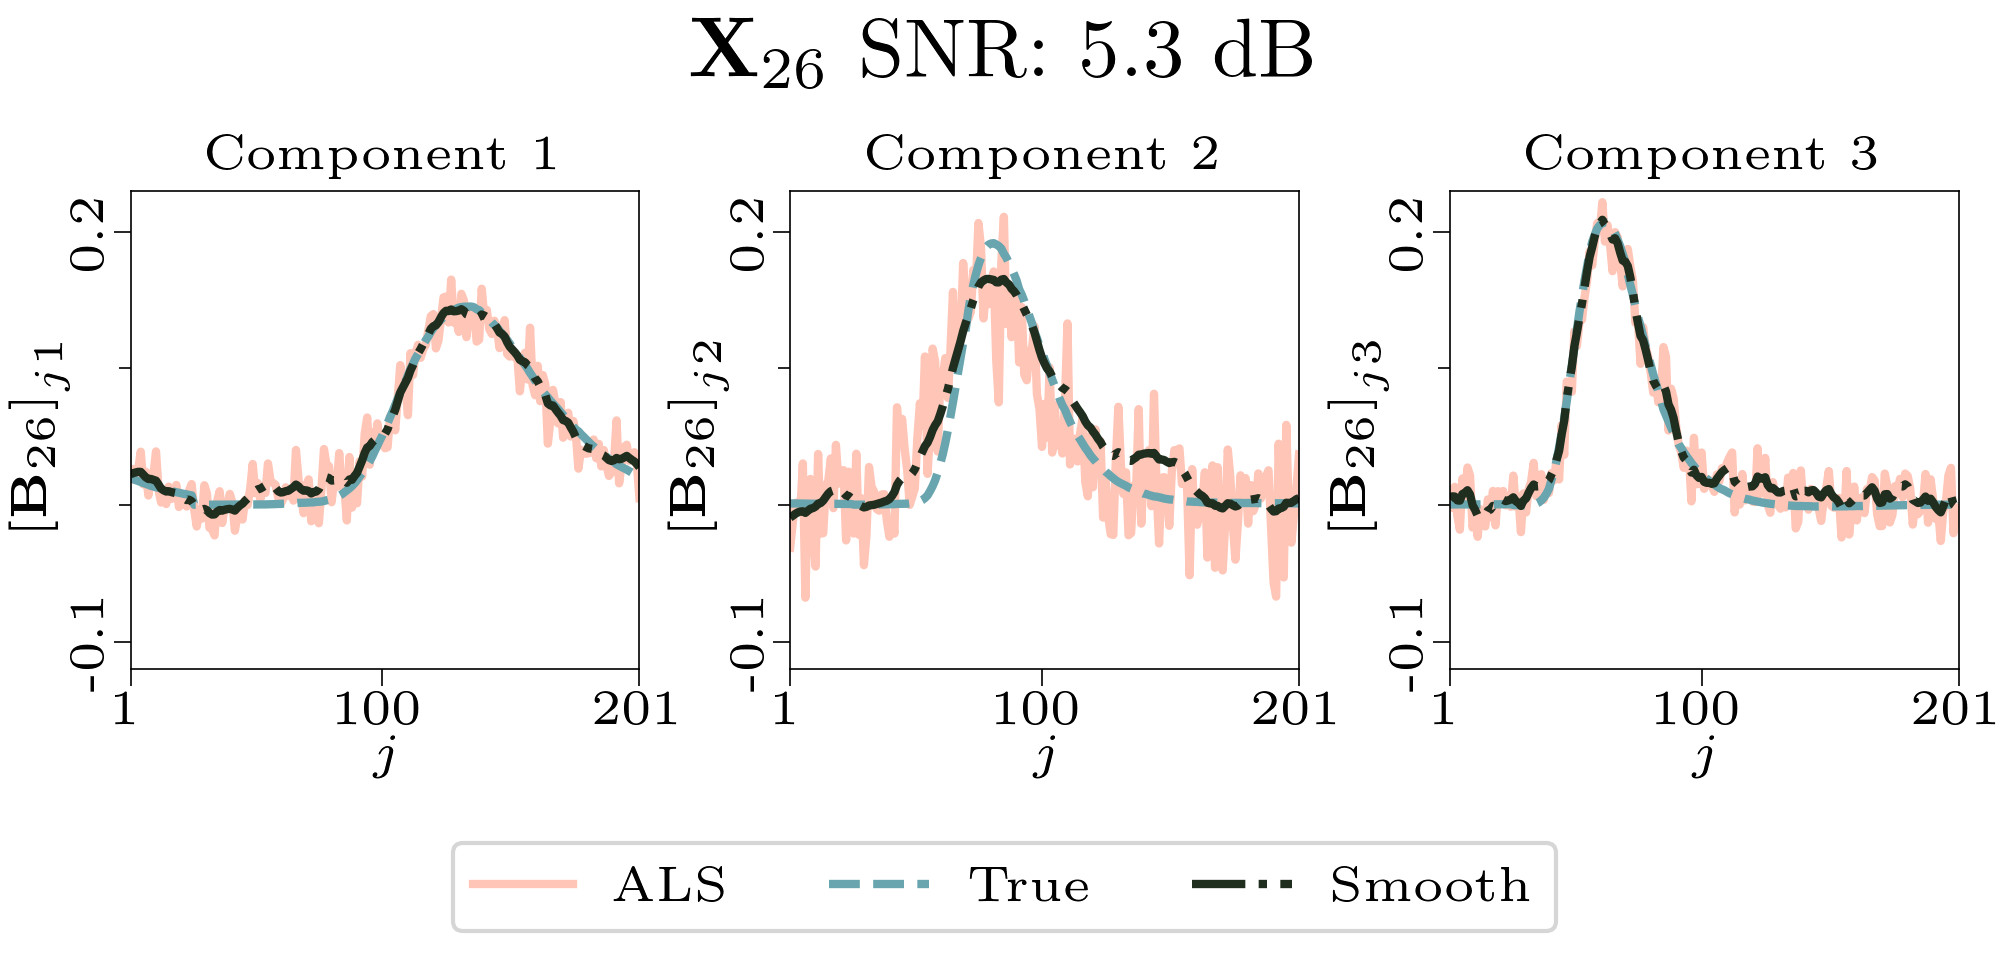 X26 SNR: 5.3 dB
Component 1
Component 2
Component 3
[B26]j1
0.2
-0.1
1 100 201
j
[B26]j2
0.2
-0.1
1 100 201
j
[B26]j3
0.2
-0.1
1 100 201
j
ALS True Smooth